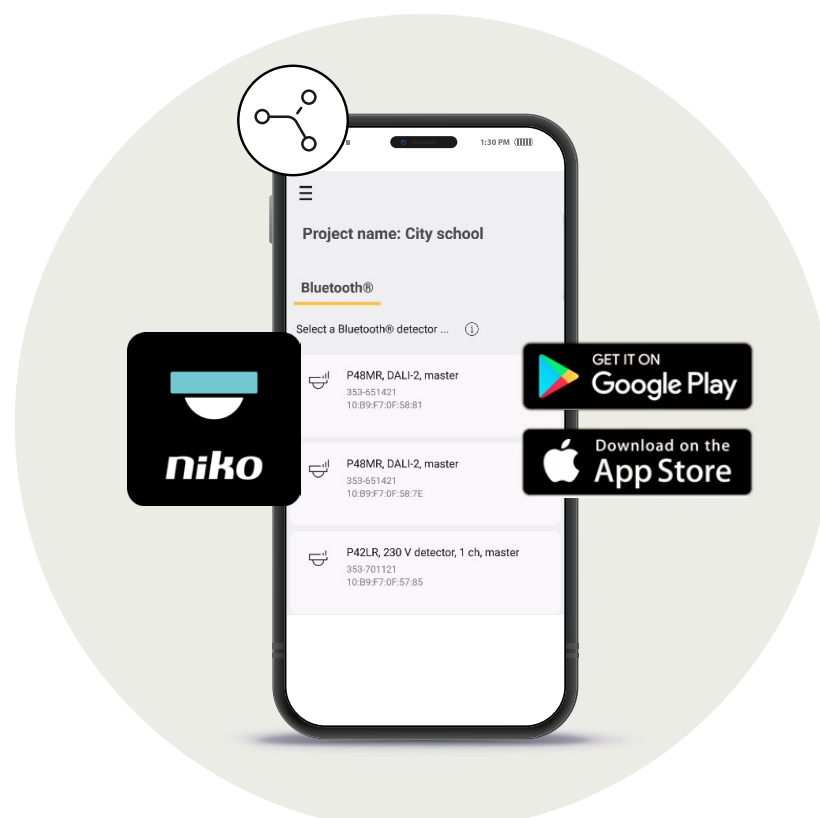 1:30 PM
Project name: City school
Bluetooth®
Select a Bluetooth® detector ...
P48MR, DALI-2, master
353-651421
10:B9:F7:0F:58:81
P48MR, DALI-2, master
353-651421
10:B9:F7:0F:58:7E
P42LR, 230 V detector, 1 ch, master
353-701121
10:B9:F7:0F:57:85
niko
GET IT ON
Google Play
Download on the
App Store